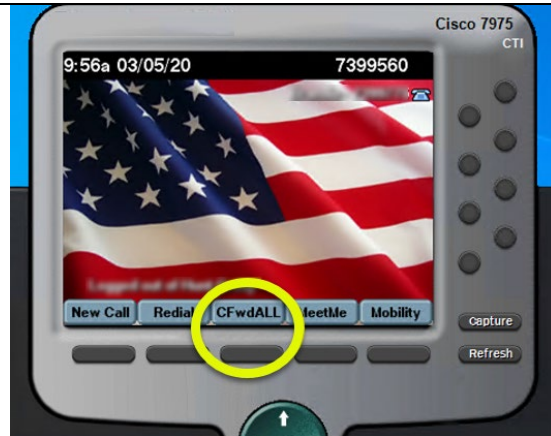 Cisco 7975
CTI
9:56a 03/05/20 7399560
New Call Redial CFwdALL MeetMe Mobility
Capture
Refresh